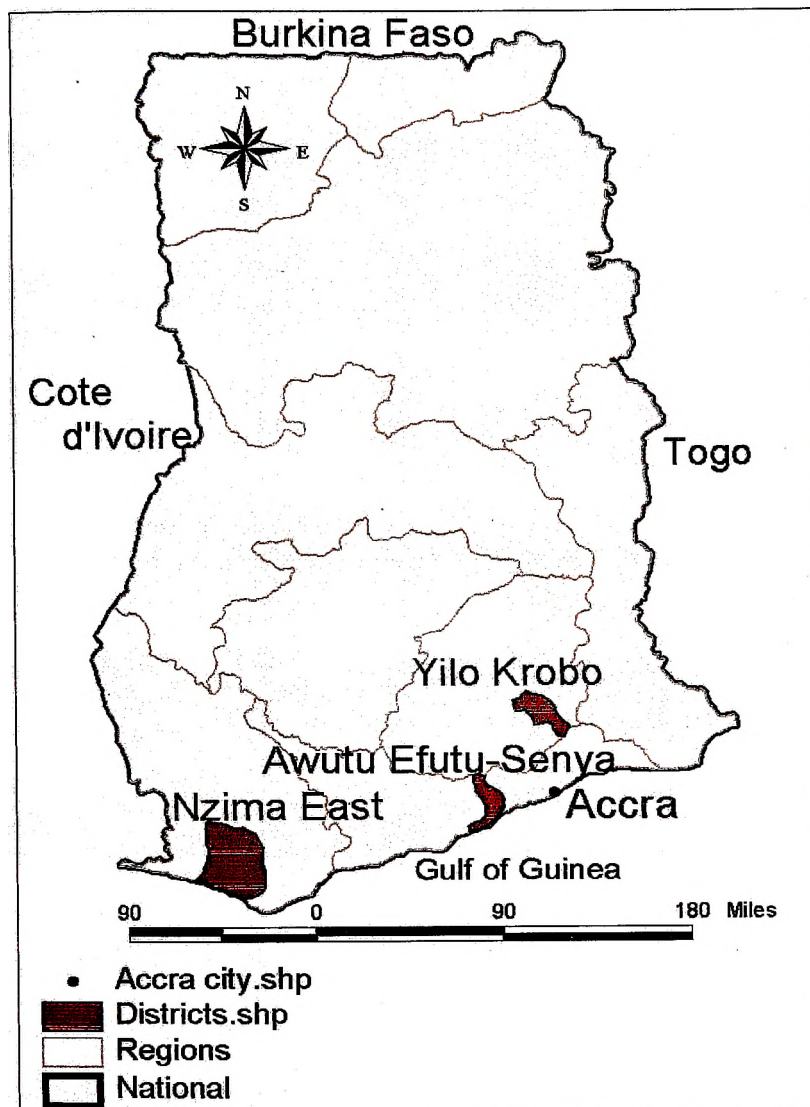 Burkina Faso
N
W E
S
Cote
d'Ivoire
Togo
Yilo Krobo
Awutu Efutu-Senya
Nzima East
Accra
Gulf of Guinea
90 0 90 180 Miles
Accra city.shp
Districts.shp
Regions
National